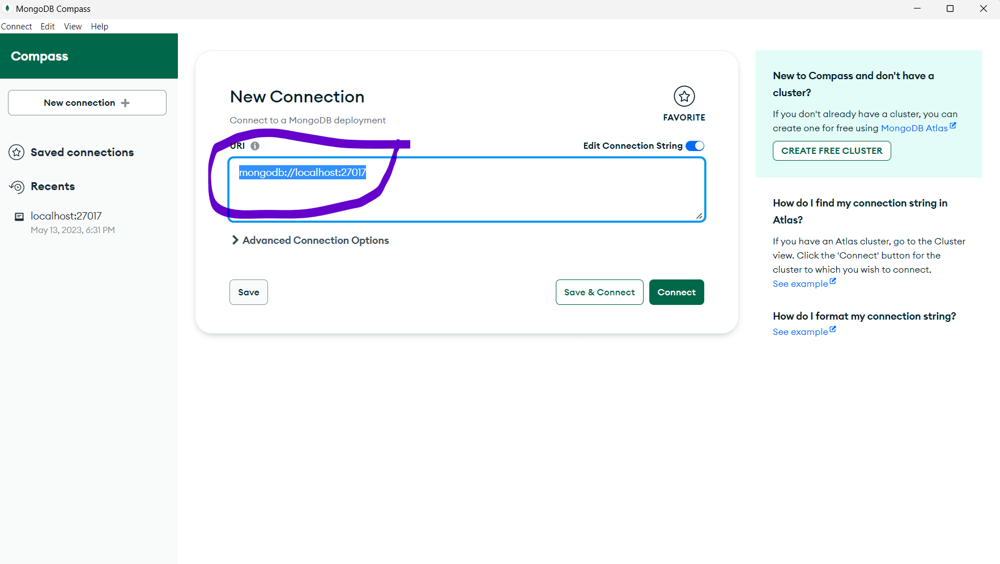 MongoDB Compass
Connect Edit View Help
Compass
New connection
Saved connections
Recents
localhost:27017
May 13, 2023, 6:31 PM
New Connection
Connect to a MongoDB deployment
FAVORITE
URI
Edit Connection String
mongodb://localhost:27017
Advanced Connection Options
Save
Save & Connect
Connect
New to Compass and don't have a
cluster?
If you don't already have a cluster, you can
create one for free using MongoDB Atlas
CREATE FREE CLUSTER
How do I find my connection string in
Atlas?
If you have an Atlas cluster, go to the Cluster
view. Click the 'Connect' button for the
cluster to which you wish to connect.
See example
How do I format my connection string?
See example